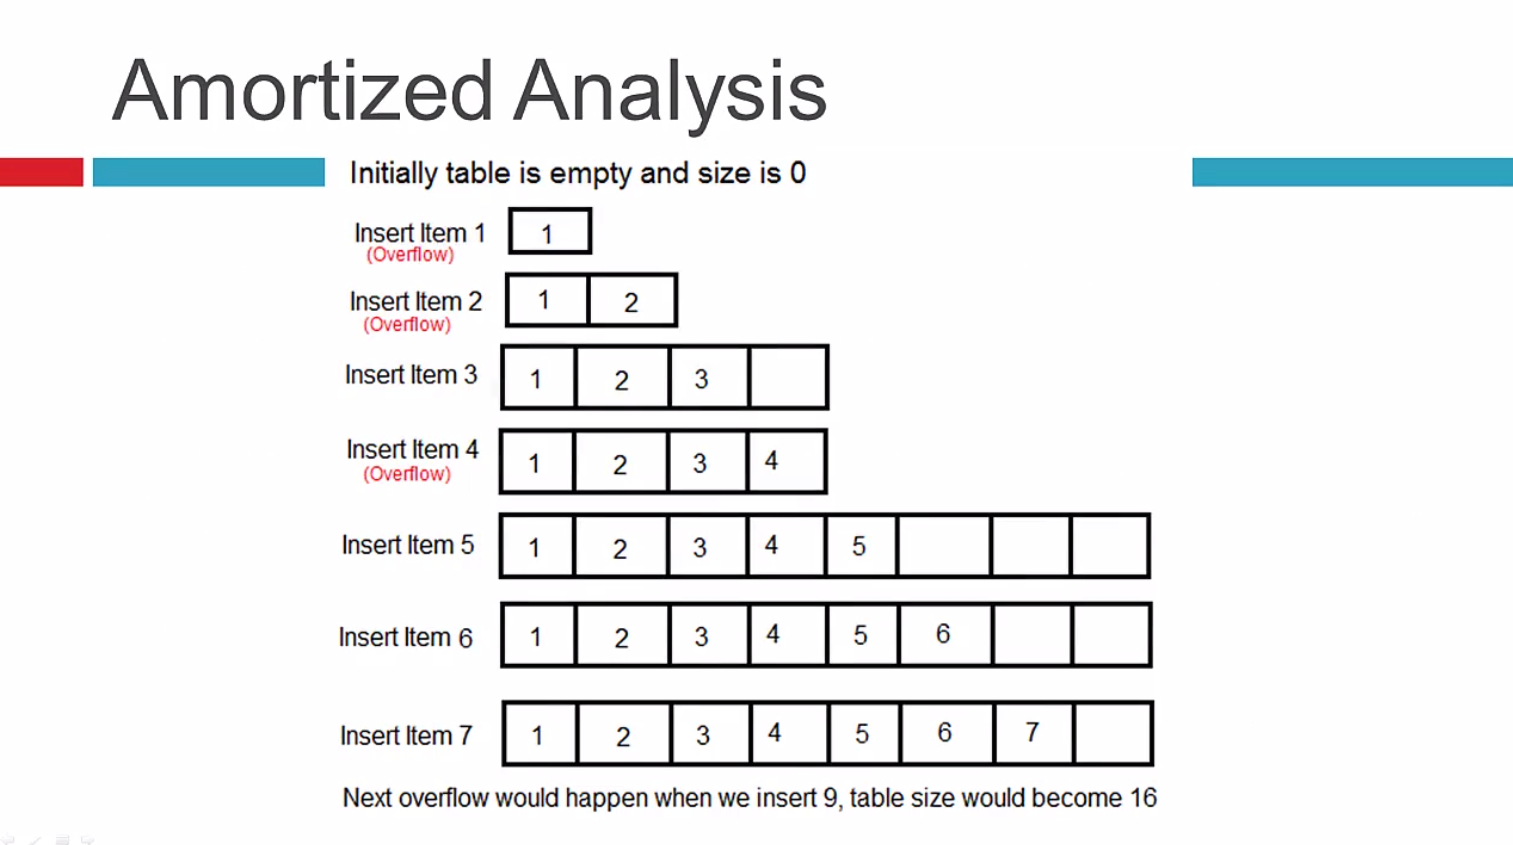 Amortized Analysis
Initially table is empty and size is 0
Insert Item 1 1
(Overflow)
Insert Item 2 1 2
(Overflow)
Insert Item 3 1 2 3
Insert Item 4 1 2 3 4
(Overflow)
Insert Item 5 1 2 3 4 5
Insert Item 6 1 2 3 4 5 6
Insert Item 7 1 2 3 4 5 6 7
Next overflow would happen when we insert 9, table size would become 16